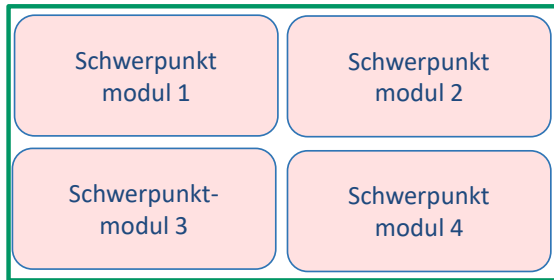 Schwerpunkt
modul 1
Schwerpunkt
modul 2
Schwerpunkt-
modul 3
Schwerpunkt
modul 4